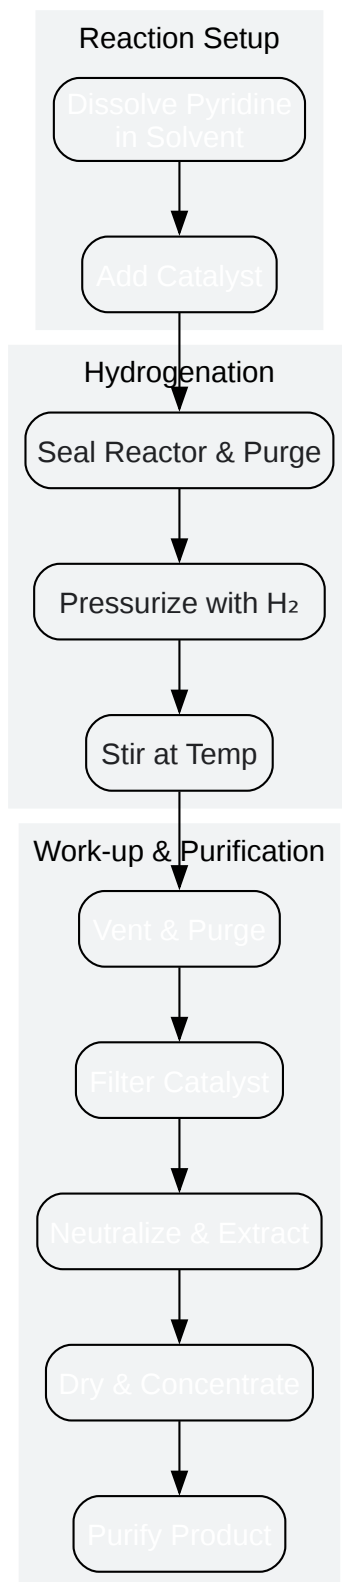 Reaction Setup
Dissolve Pyridine
in Solvent
Add Catalyst
Hydrogenation
Seal Reactor & Purge
Pressurize with H₂
Stir at Temp
Work-up & Purification
Vent & Purge
Filter Catalyst
Neutralize & Extract
Dry & Concentrate
Purify Product